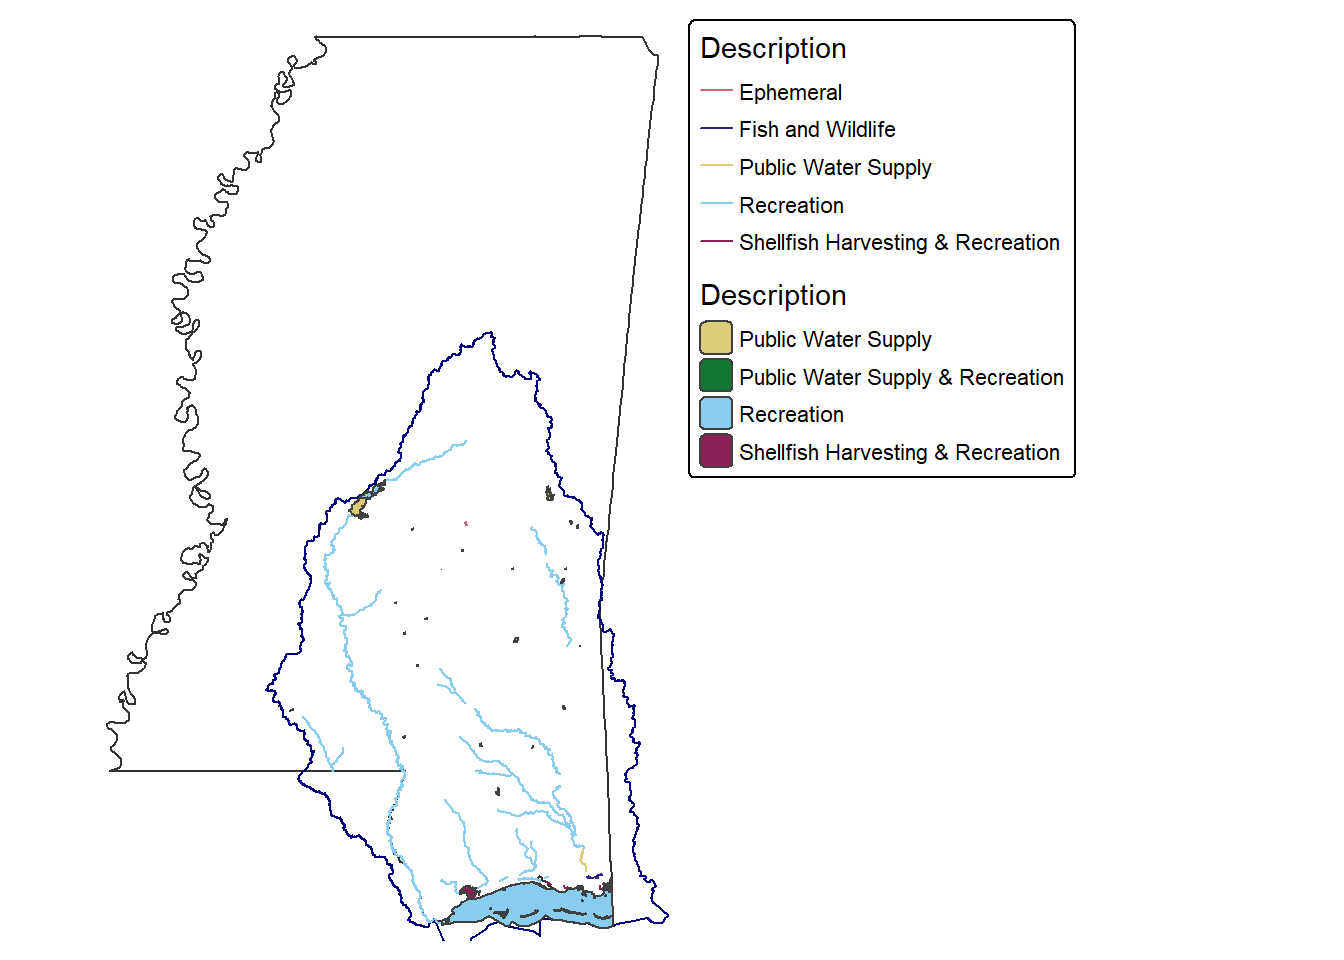 Description
Ephemeral
Fish and Wildlife
Public Water Supply
Recreation
Shellfish Harvesting & Recreation
Description
Public Water Supply
Public Water Supply & Recreation
Recreation
Shellfish Harvesting & Recreation